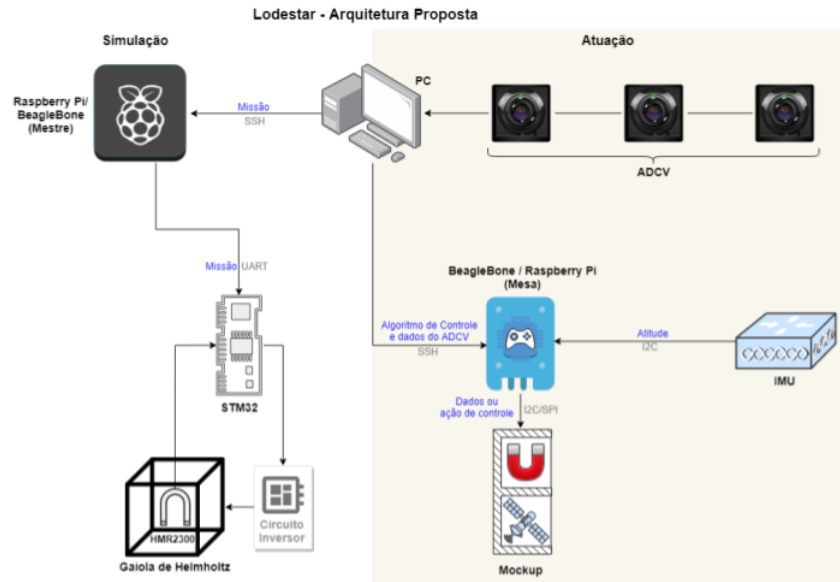 Lodestar - Arquitetura Proposta
Simulação
Atuação
Raspberry Pi/
BeagleBone
(Mestre)
Missão
SSH
PC
ADCV
Missão UART
BeagleBone / Raspberry Pi
(Mesa)
Algoritmo de Controle
e dados do ADCV
SSH
Atitude
I2C
IMU
STM32
Dados ou
ação de controle
I2C/SPI
HMR2300
Circuito
Inversor
Gaiola de Helmholtz
Mockup